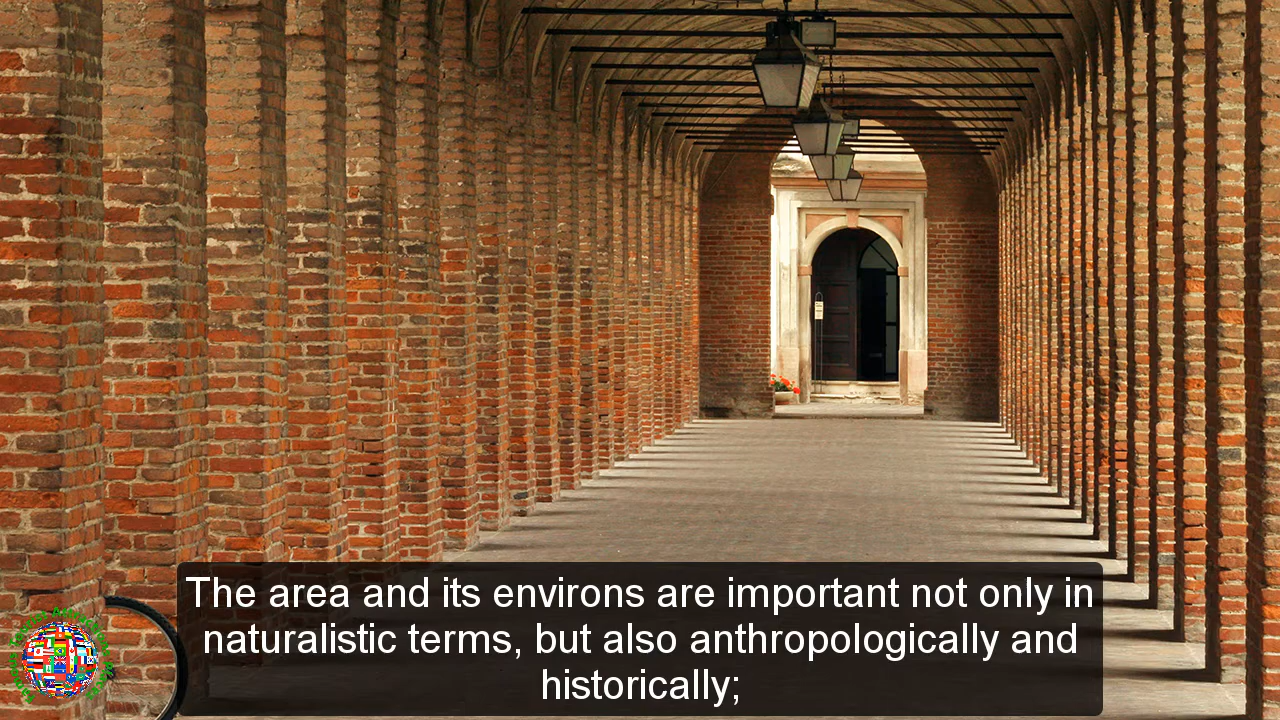 The area and its environs are important not only in
naturalistic terms, but also anthropologically and
historically;